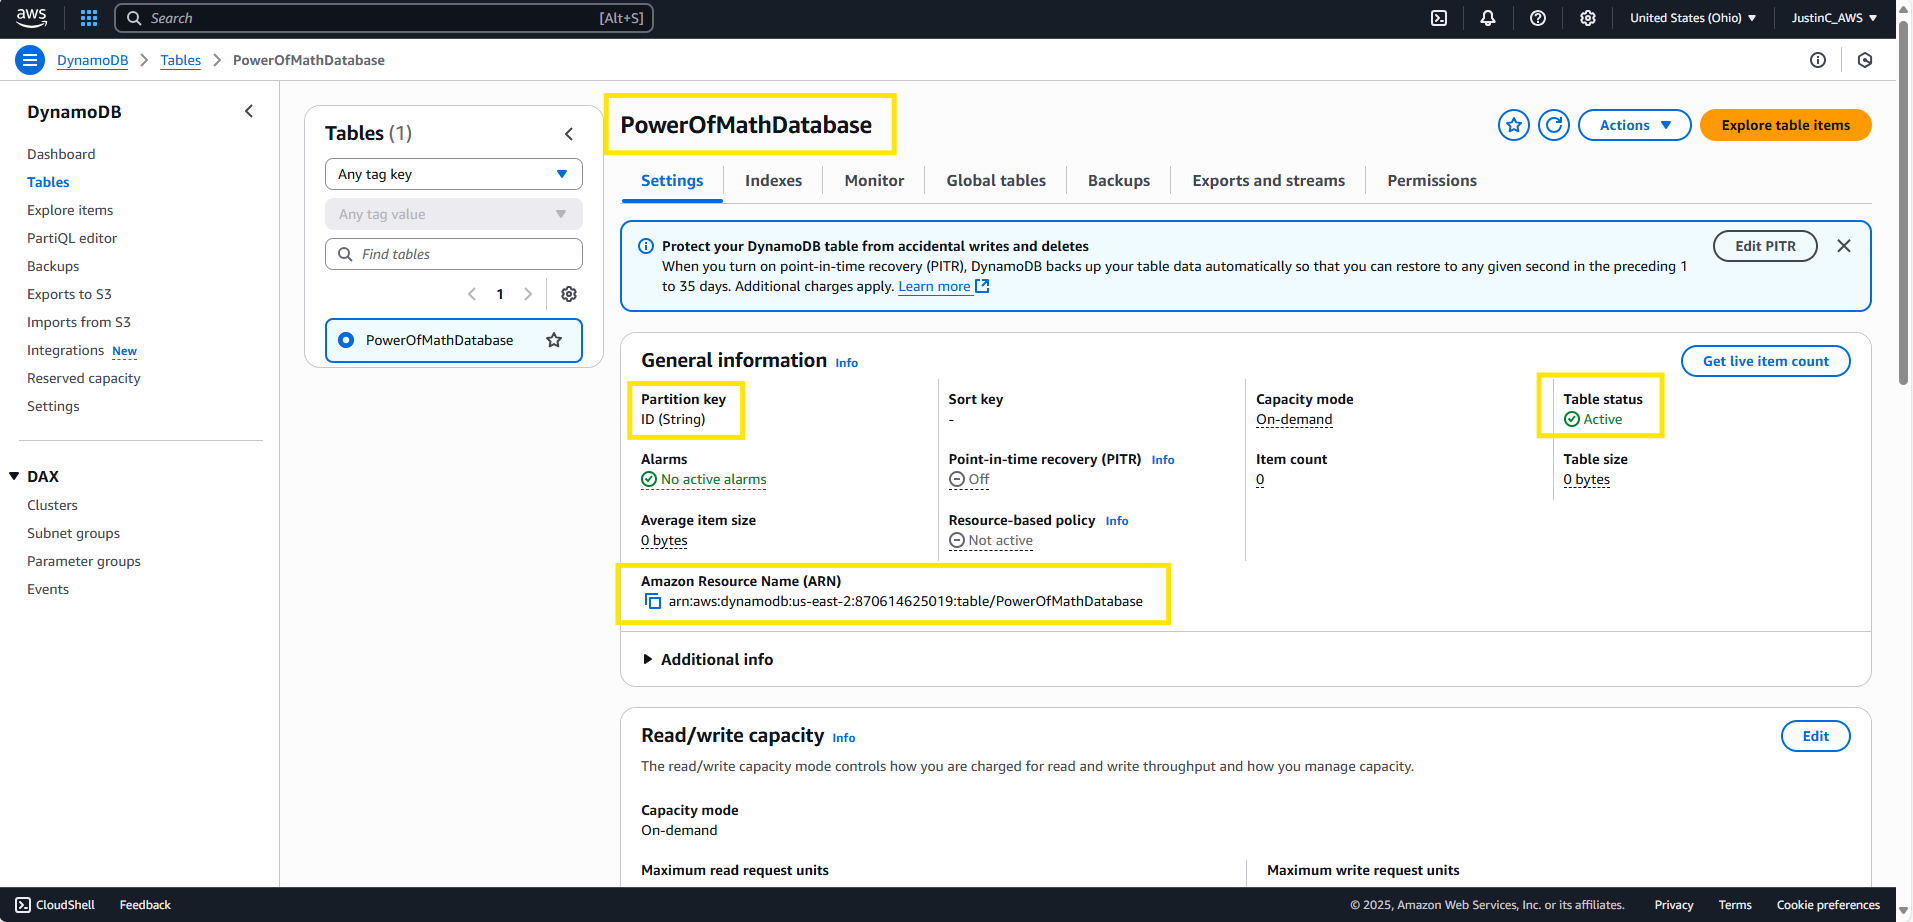 aws
Search [Alt+S]
United States (Ohio)
JustinC_AWS
DynamoDB
Tables
PowerOfMathDatabase
DynamoDB
Dashboard
Tables
Explore items
PartiQL editor
Backups
Exports to S3
Imports from S3
Integrations New
Reserved capacity
Settings
DAX
Clusters
Subnet groups
Parameter groups
Events
Tables (1)
Any tag key
Any tag value
Find tables
1
PowerOfMathDatabase
PowerOfMathDatabase
Actions
Explore table items
Settings
Indexes
Monitor
Global tables
Backups
Exports and streams
Permissions
Protect your DynamoDB table from accidental writes and deletes
When you turn on point-in-time recovery (PITR), DynamoDB backs up your table data automatically so that you can restore to any given second in the preceding 1
to 35 days. Additional charges apply. Learn more
Edit PITR
General information Info
Get live item count
Partition key
ID (String)
Sort key
-
Capacity mode
On-demand
Table status
Active
Alarms
No active alarms
Point-in-time recovery (PITR) Info
Off
Item count
0
Table size
0 bytes
Average item size
0 bytes
Resource-based policy Info
Not active
Amazon Resource Name (ARN)
arn:aws:dynamodb:us-east-2:870614625019:table/PowerOfMathDatabase
Additional info
Read/write capacity Info
Edit
The read/write capacity mode controls how you are charged for read and write throughput and how you manage capacity.
Capacity mode
On-demand
Maximum read request units
Maximum write request units
CloudShell
Feedback
© 2025, Amazon Web Services, Inc. or its affiliates.
Privacy
Terms
Cookie preferences